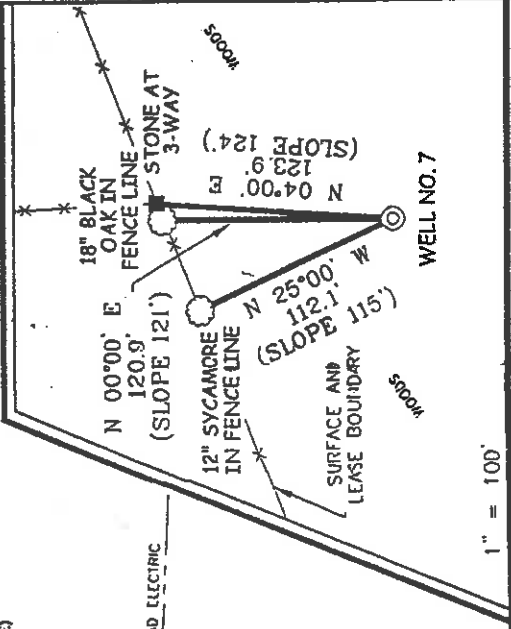 WOODS
18" BLACK
OAK IN
FENCE LINE
STONE AT
3-WAY
N 04°00' E
123.9'
(SLOPE 124')
N 00°00' E
120.9'
(SLOPE 121')
12" SYCAMORE
IN FENCE LINE
N 25°00' W
112.1'
(SLOPE 115')
WELL NO. 7
SURFACE AND
LEASE BOUNDARY
WOODS
ELECTRIC
1" = 100'